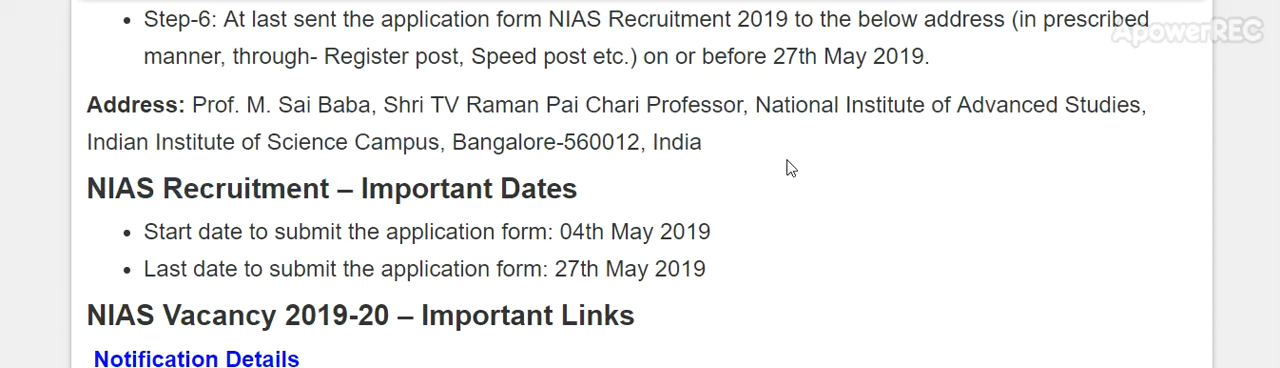 Step-6: At last sent the application form NIAS Recruitment 2019 to the below address (in prescribed
manner, through- Register post, Speed post etc.) on or before 27th May 2019.
ApowerREC
Address: Prof. M. Sai Baba, Shri TV Raman Pai Chari Professor, National Institute of Advanced Studies,
Indian Institute of Science Campus, Bangalore-560012, India
NIAS Recruitment – Important Dates
Start date to submit the application form: 04th May 2019
Last date to submit the application form: 27th May 2019
NIAS Vacancy 2019-20 – Important Links
Notification Details